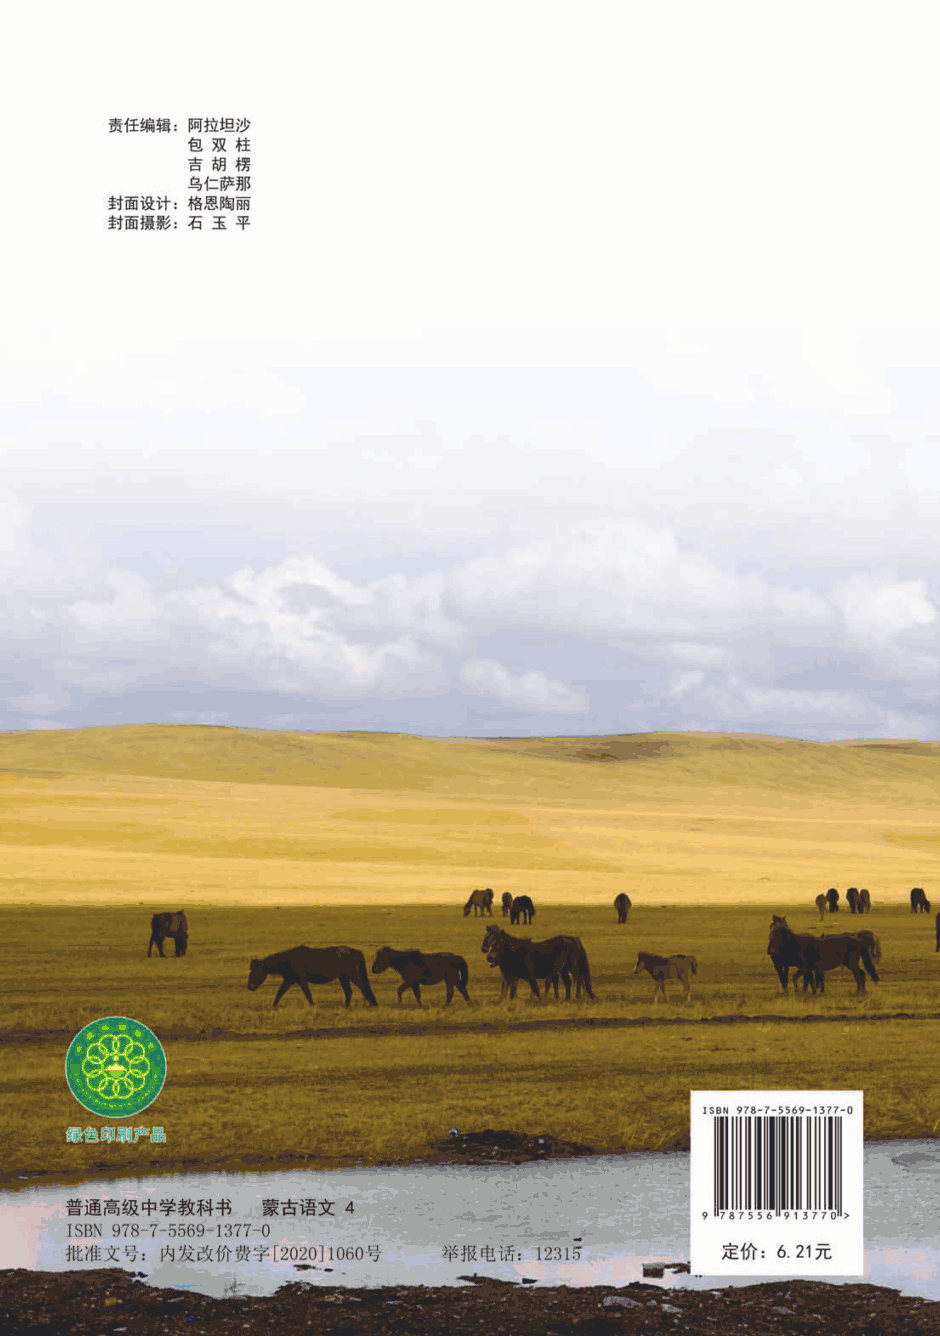 责任编辑：阿拉坦沙
包 双 柱
吉 胡 楞
乌仁萨那
封面设计：格恩陶丽
封面摄影：石 玉 平
绿色印刷产品
普通高级中学教科书 蒙古语文 4
ISBN 978-7-5569-1377-0
批准文号：内发改价费字[2020]1060号 举报电话：12315
ISBN 978-7-5569-1377-0
9 787556 913770 >
定价：6.21元